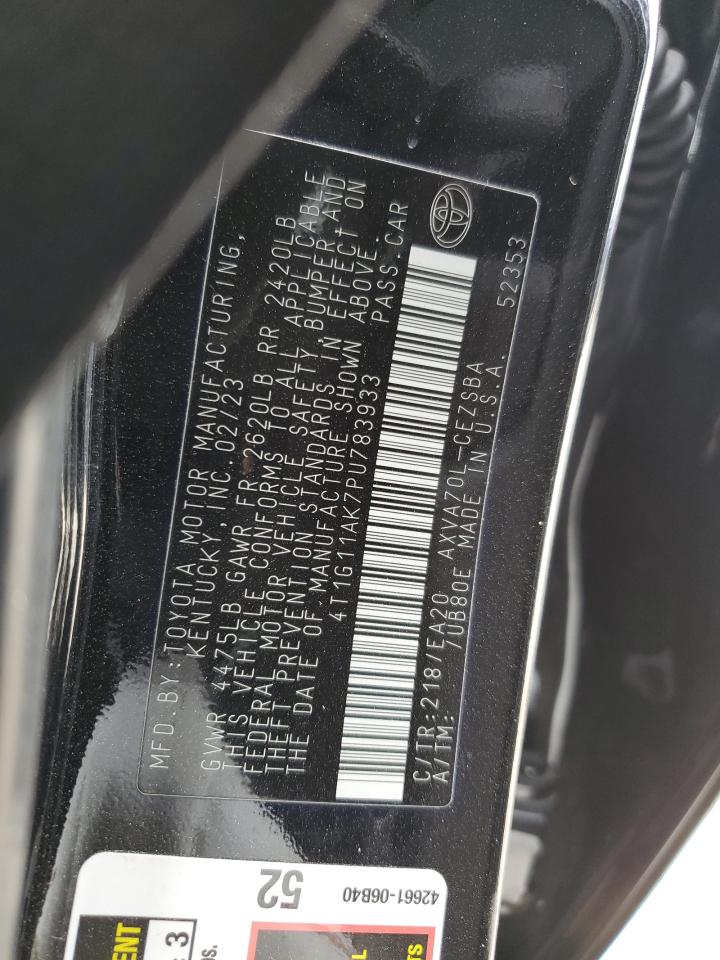 MFD. BY: TOYOTA MOTOR MANUFACTURING,
KENTUCKY, INC. 02/23
GVWR 4475LB GAWR FR 2620LB RR 2420LB
THIS VEHICLE CONFORMS TO ALL APPLICABLE
FEDERAL MOTOR VEHICLE SAFETY, BUMPER AND
THEFT PREVENTION STANDARDS IN EFFECT ON
THE DATE OF MANUFACTURE SHOWN ABOVE.
4T1G11AK7PU783933 PASS.CAR
C/TR:218/EA20 AXVA70L-CEZSBA
A/TM: /UB80E MADE IN U.S.A. 52353
52
42661-06B40